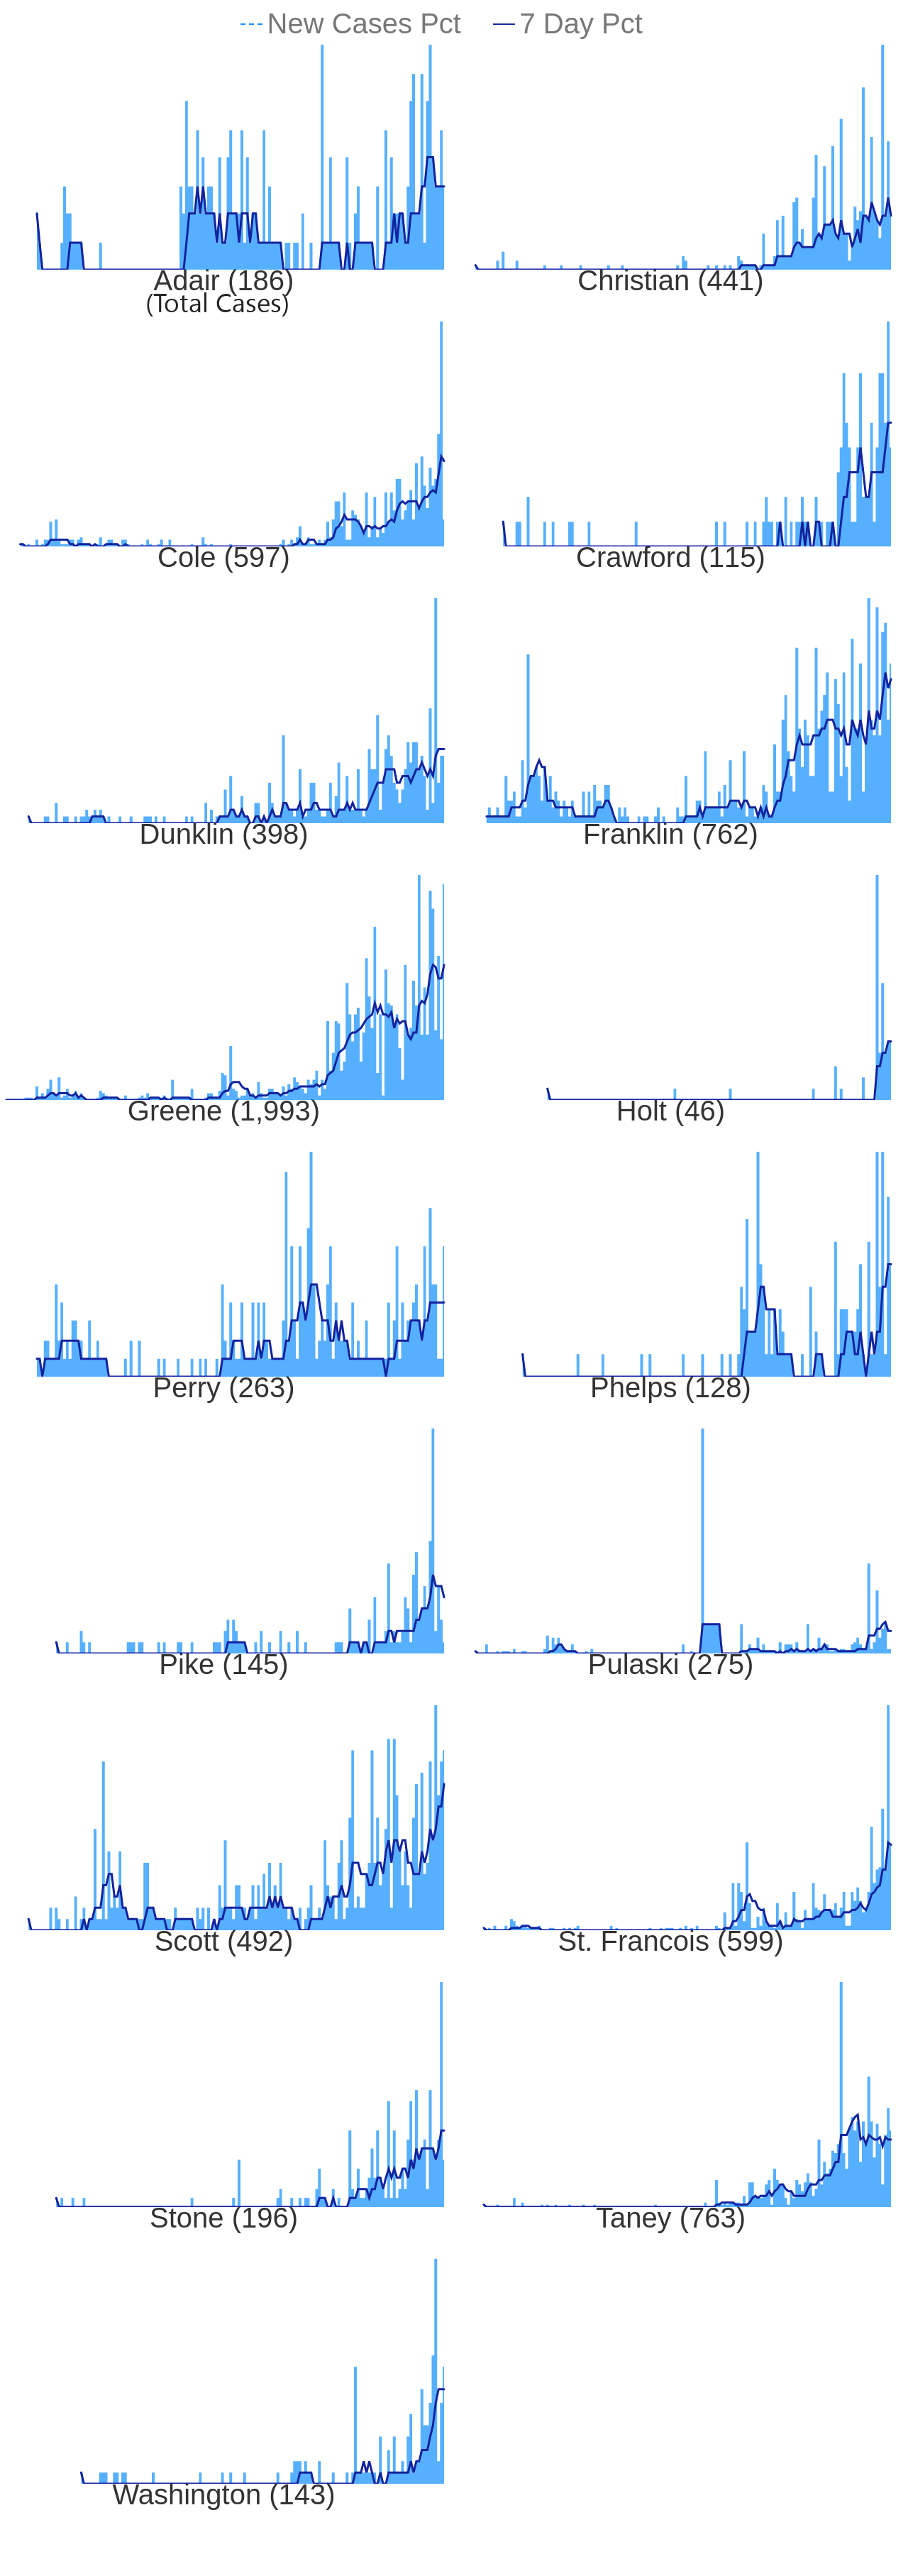 New Cases Pct 7 Day Pct
Adair (186) Christian (441)
(Total Cases)
Cole (597) Crawford (115)
Dunklin (398) Franklin (762)
Greene (1,993) Holt (46)
Perry (263) Phelps (128)
Pike (145) Pulaski (275)
Scott (492) St. Francois (599)
Stone (196) Taney (763)
Washington (143)